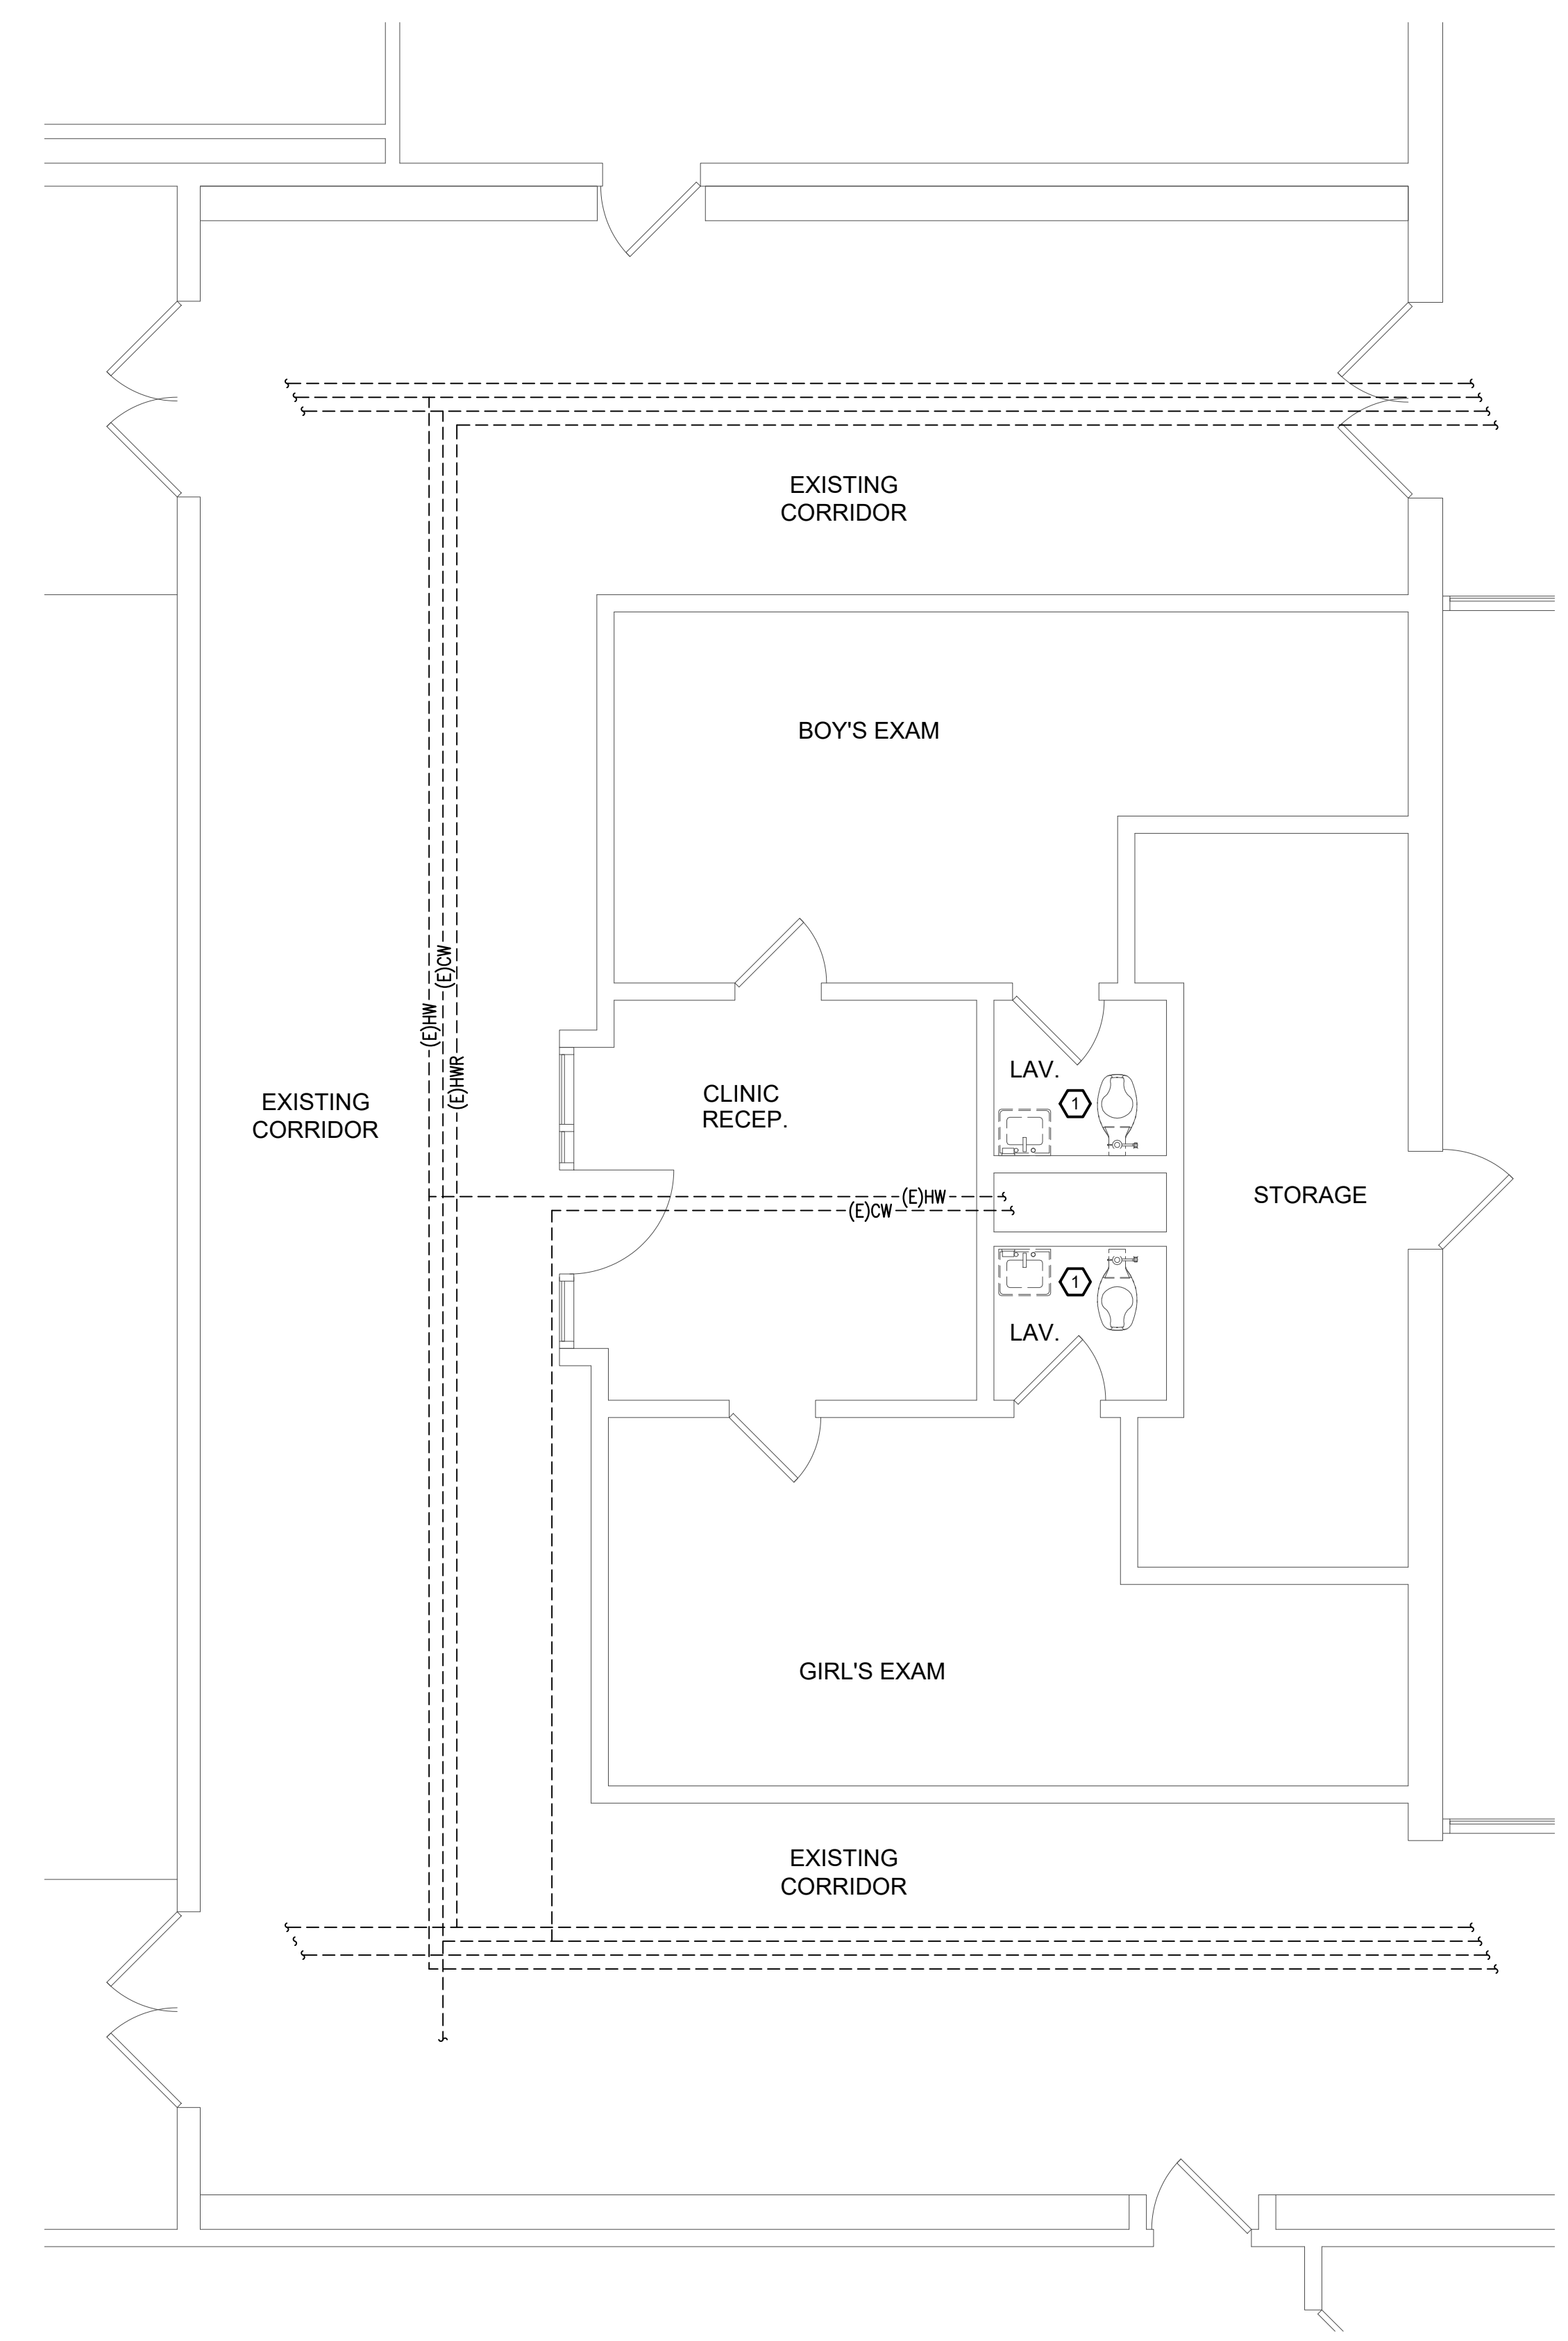 EXISTING
CORRIDOR
BOY'S EXAM
(E)CW
(E)HW
(E)HWR
LAV.
1
CLINIC
RECEP.
EXISTING
CORRIDOR
(E)HW
(E)CW
STORAGE
1
LAV.
GIRL'S EXAM
EXISTING
CORRIDOR